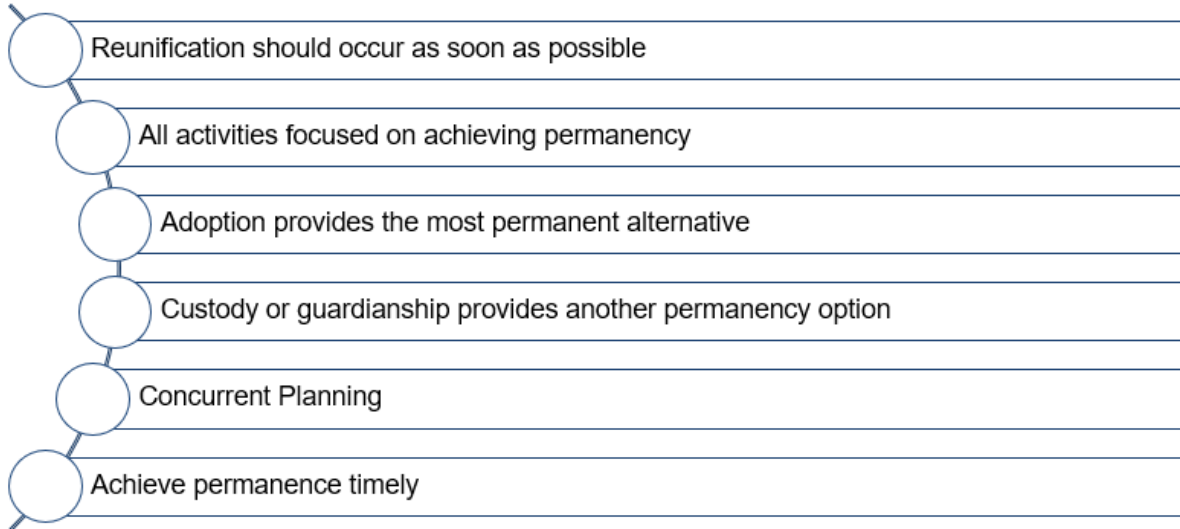 Reunification should occur as soon as possible
All activities focused on achieving permanency
Adoption provides the most permanent alternative
Custody or guardianship provides another permanency option
Concurrent Planning
Achieve permanence timely